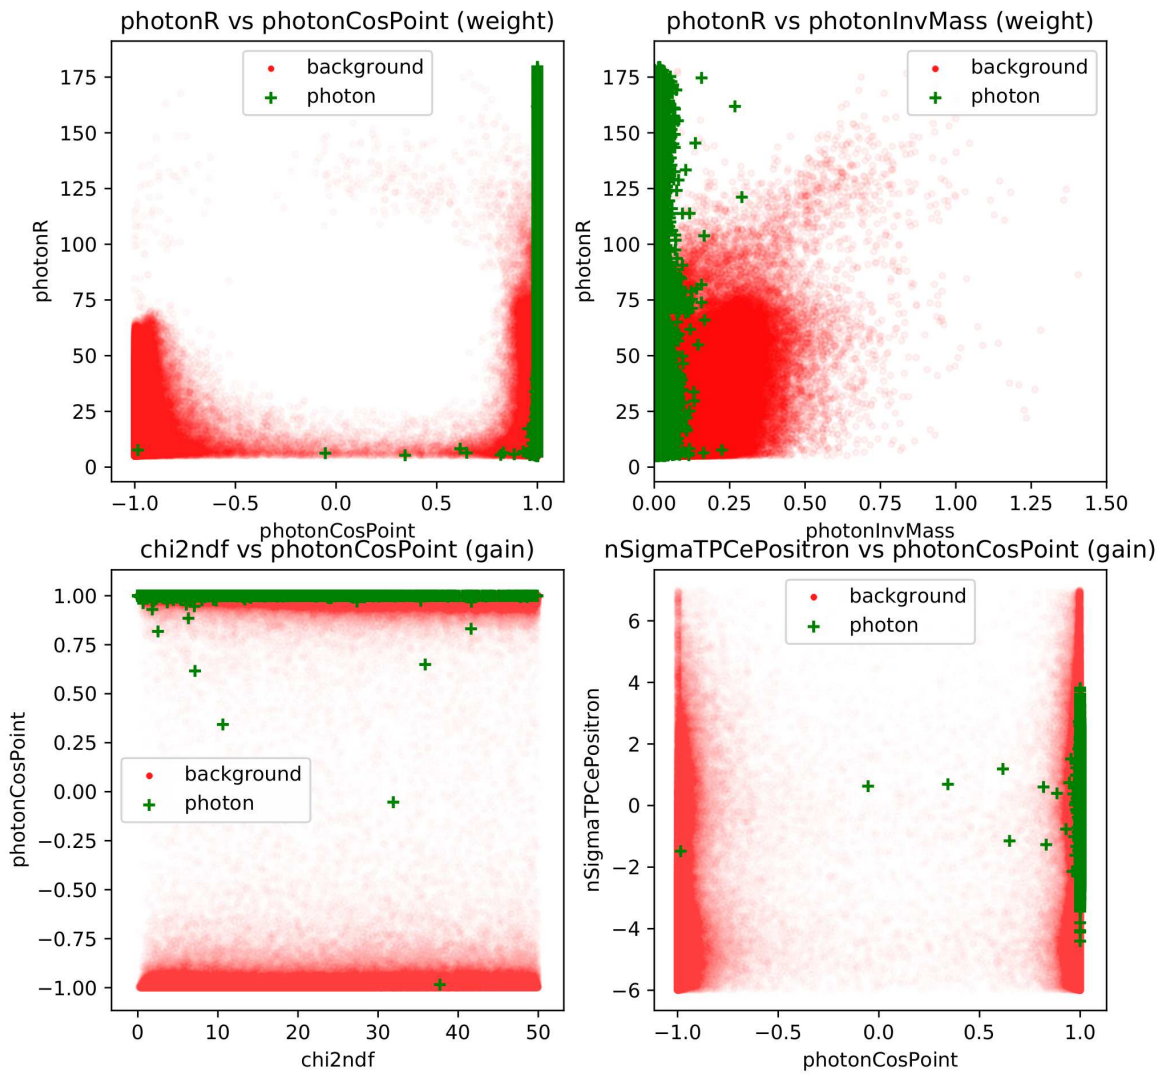 photonR vs photonCosPoint (weight)
photonR
175
150
125
100
75
50
25
0
background
photon
−1.0 −0.5 0.0 0.5 1.0
photonCosPoint
photonR vs photonInvMass (weight)
photonR
175
150
125
100
75
50
25
0
background
photon
0.00 0.25 0.50 0.75 1.00 1.25 1.50
photonInvMass
chi2ndf vs photonCosPoint (gain)
photonCosPoint
1.00
0.75
0.50
0.25
0.00
−0.25
−0.50
−0.75
−1.00
background
photon
0 10 20 30 40 50
chi2ndf
nSigmaTPCePositron vs photonCosPoint (gain)
nSigmaTPCePositron
6
4
2
0
−2
−4
−6
background
photon
−1.0 −0.5 0.0 0.5 1.0
photonCosPoint